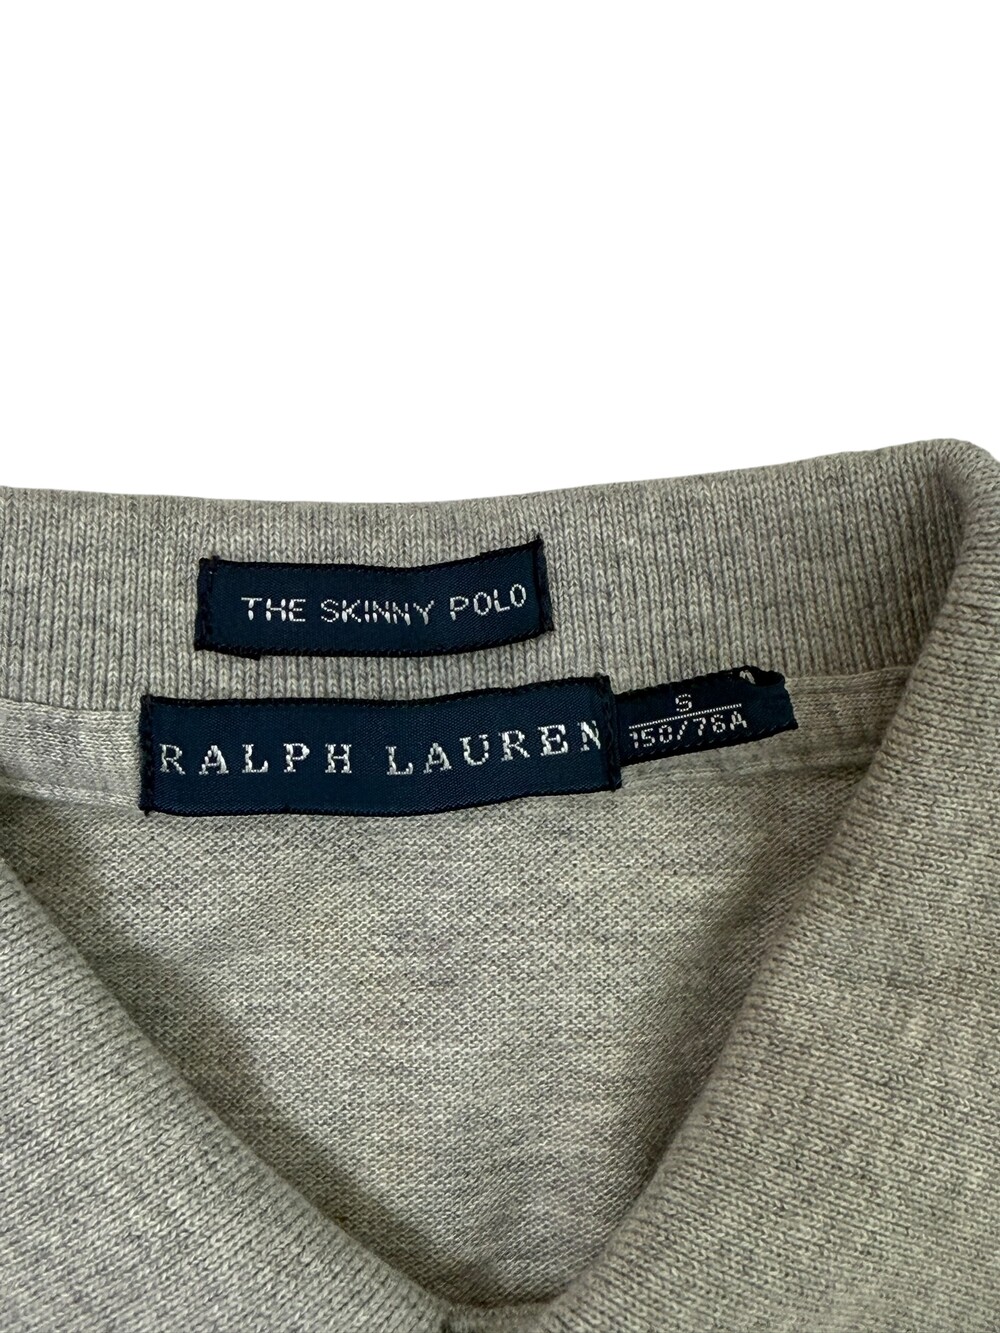 THE SKINNY POLO
RALPH LAUREN
S
150/76A